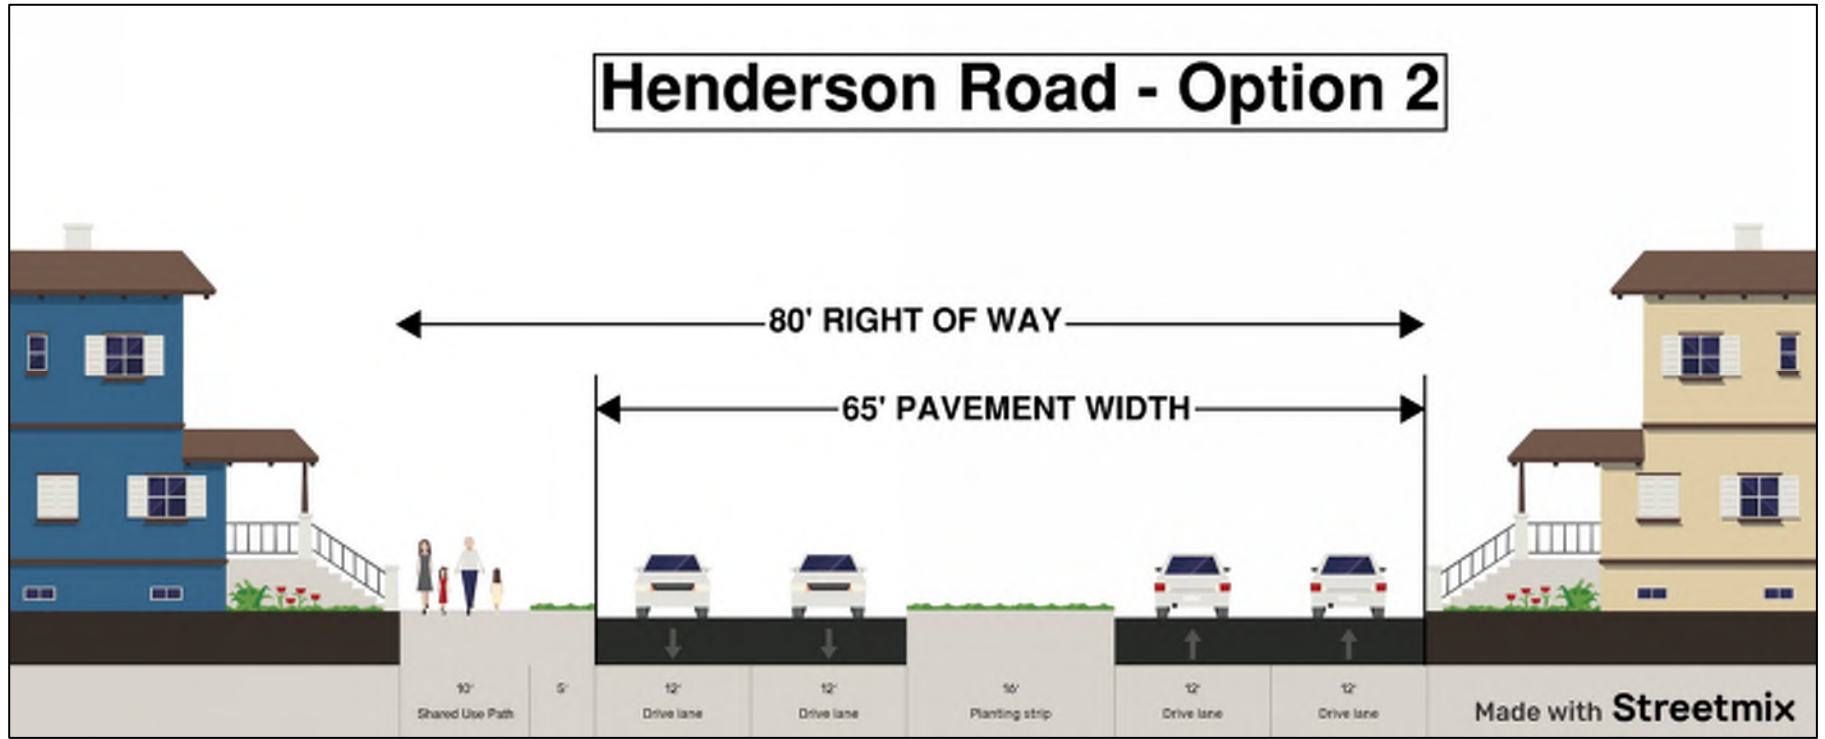 Henderson Road - Option 2
80' RIGHT OF WAY
65' PAVEMENT WIDTH
10' 5' 12' 12' 16' 12' 12'
Shared Use Path Drive lane Drive lane Planting strip Drive lane Drive lane
Made with Streetmix